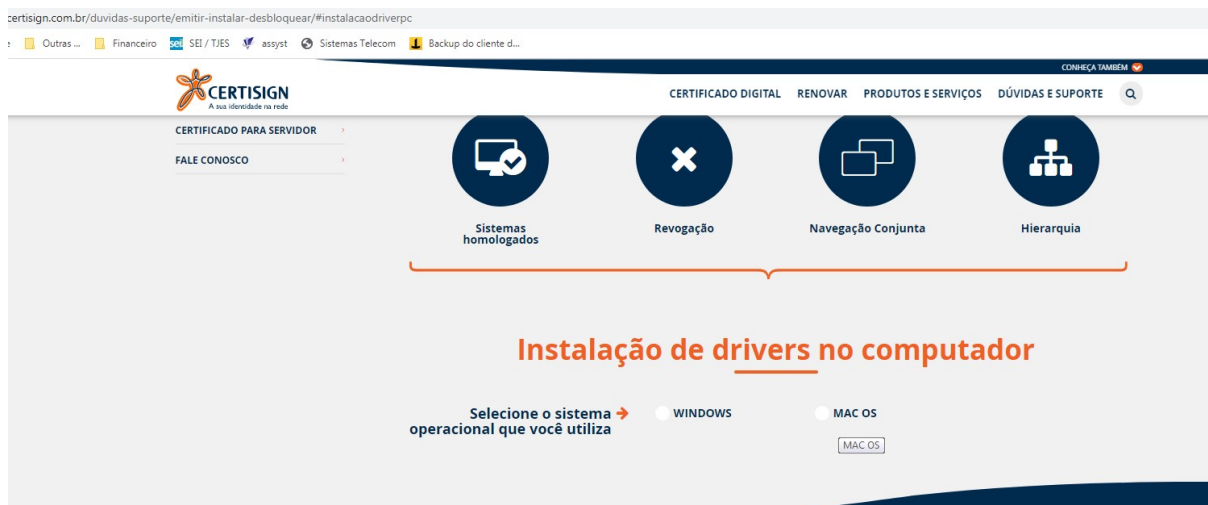 certisign.com.br/duvidas-suporte/emitir-instalar-desbloquear/#instalacaodriverpc
Outras ... Financeiro sei SEI / TJES assyst Sistemas Telecom Backup do cliente d...
CONHEÇA TAMBÉM
CERTISIGN
A sua identidade na rede
CERTIFICADO DIGITAL RENOVAR PRODUTOS E SERVIÇOS DÚVIDAS E SUPORTE
CERTIFICADO PARA SERVIDOR
FALE CONOSCO
Sistemas
homologados
Revogação
Navegação Conjunta
Hierarquia
Instalação de drivers no computador
Selecione o sistema
operacional que você utiliza
WINDOWS
MAC OS
MAC OS